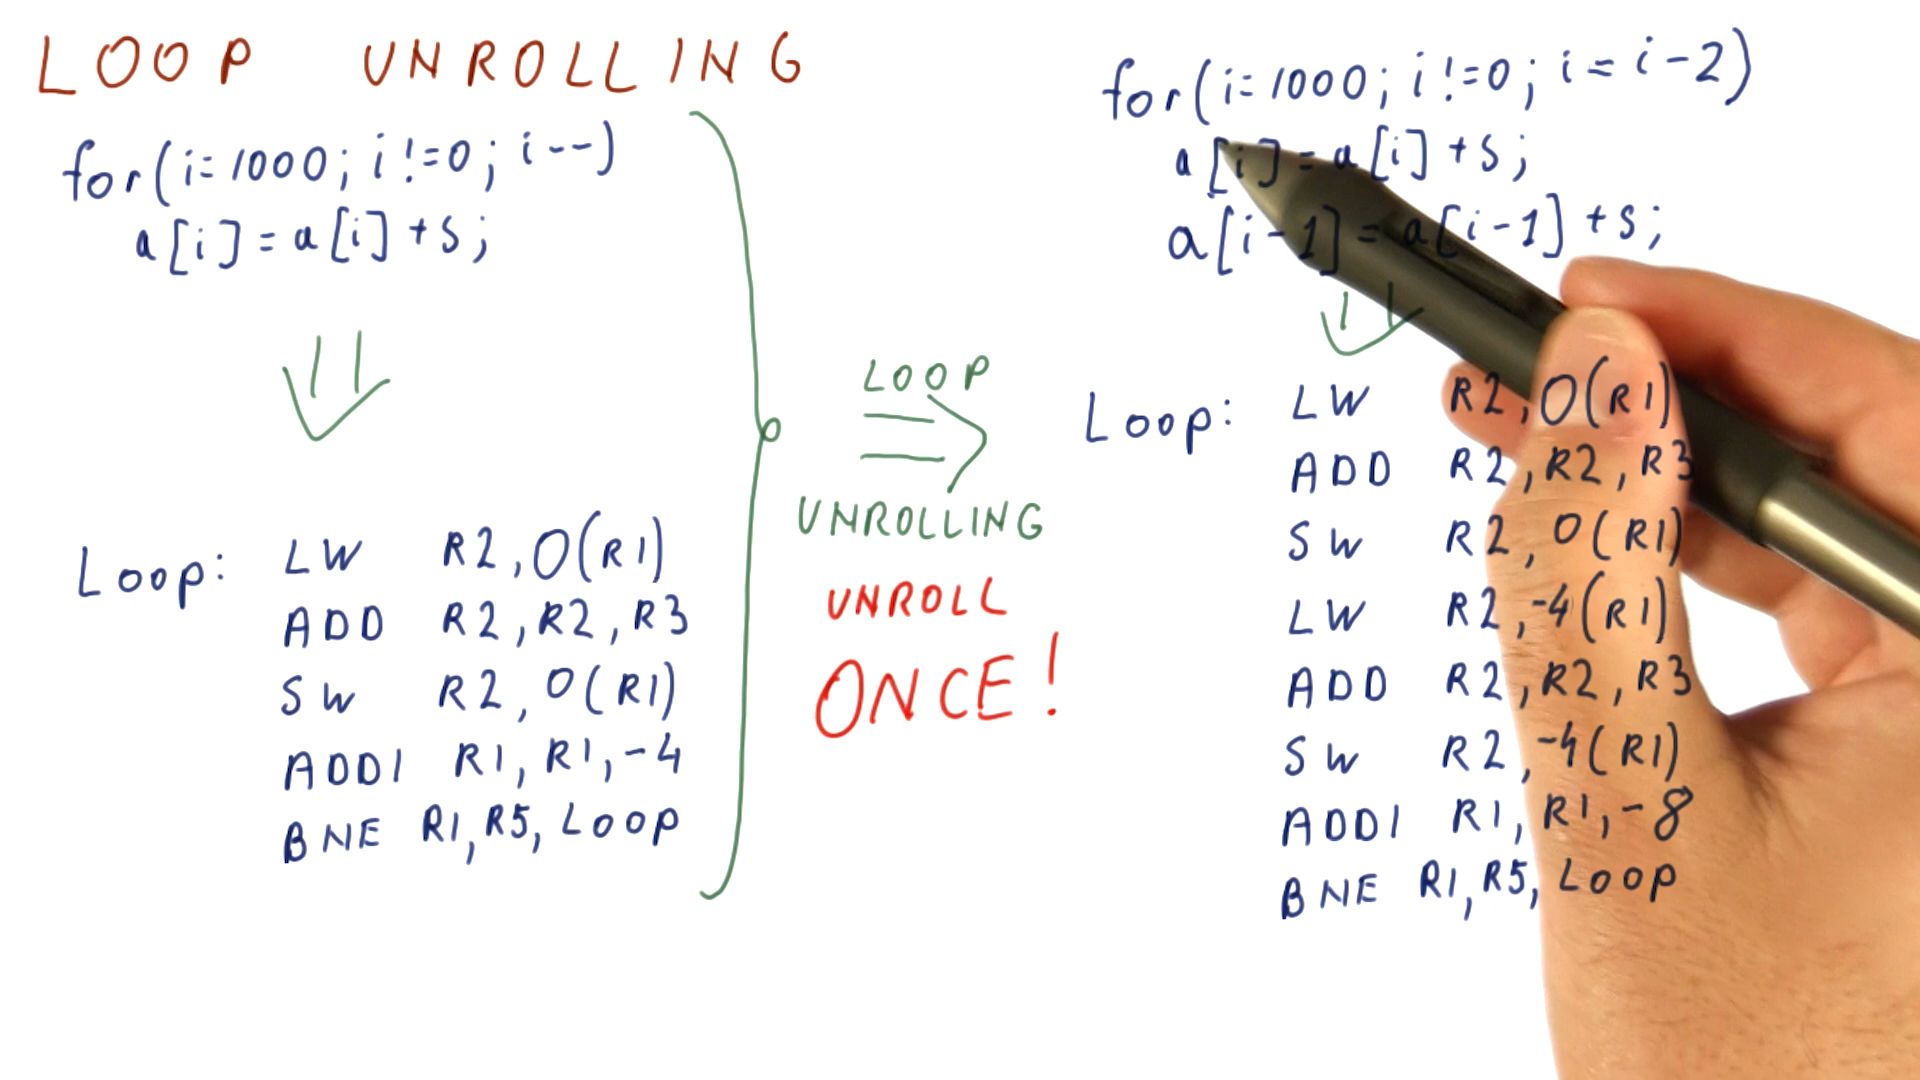 LOOP UNROLLING
for(i=1000; i!=0; i--)
a[i]=a[i]+s;
Loop: LW R2,0(R1)
ADD R2,R2,R3
SW R2,0(R1)
ADDI R1,R1,-4
BNE R1,R5,Loop
LOOP
UNROLLING
UNROLL
ONCE!
for(i=1000; i!=0; i=i-2)
a[i]=a[i]+s;
a[i-1]=a[i-1]+s;
Loop: LW R2,0(R1)
ADD R2,R2,R3
SW R2,0(R1)
LW R2,-4(R1)
ADD R2,R2,R3
SW R2,-4(R1)
ADDI R1,R1,-8
BNE R1,R5,Loop